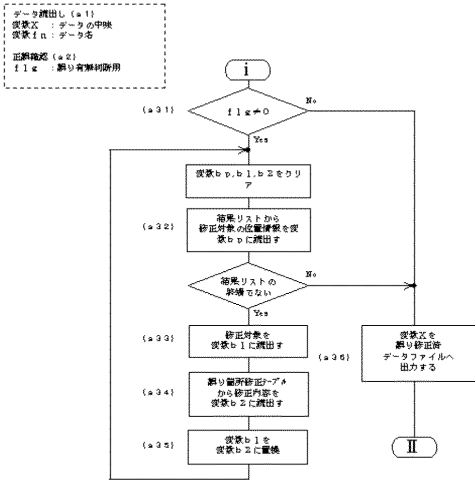 データ読出し (a1)
変数X :データの中味
変数fn :データ名
正誤確認 (a2)
flg :誤り有無判断用
i
(a31)
flg≠0
No
Yes
変数bp,b1,b2をクリ
ア
(a32)
結果リストから
修正対象の位置情報を変
数bpに読出す
結果リストの
終端でない
No
Yes
(a33)
修正対象を
変数b1に読出す
(a36)
変数Xを
誤り修正済
データファイルへ
出力する
(a34)
誤り箇所修正テーブル
から修正内容を
変数b2に読出す
(a35)
変数b1を
変数b2に置換
II